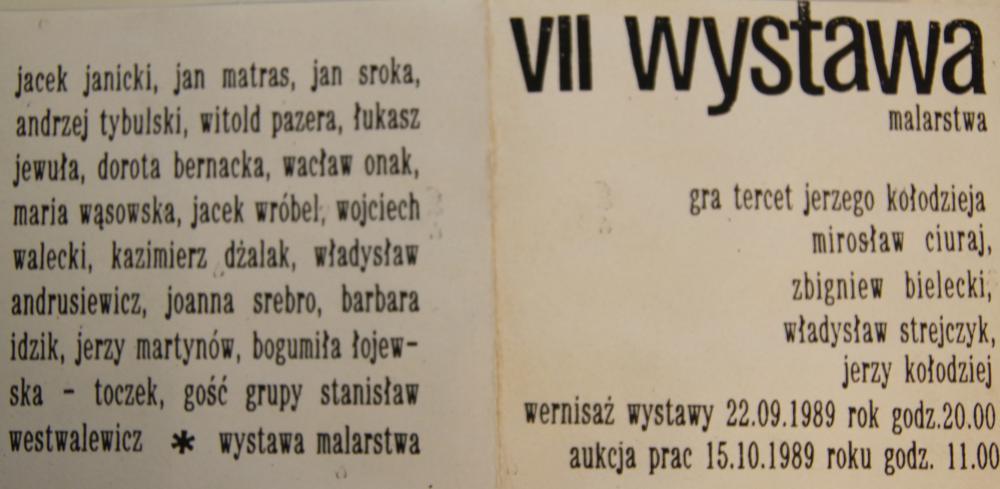 jacek janicki, jan matras, jan sroka,
andrzej tybulski, witold pazera, łukasz
jewuła, dorota bernacka, wacław onak,
maria wąsowska, jacek wróbel, wojciech
walecki, kazimierz dżalak, władysław
andrusiewicz, joanna srebro, barbara
idzik, jerzy martynów, bogumiła łojew-
ska - toczek, gość grupy stanisław
westwalewicz * wystawa malarstwa
VII wystawa
malarstwa
gra tercet jerzego kołodzieja
mirosław ciuraj,
zbigniew bielecki,
władysław strejczyk,
jerzy kołodziej
wernisaż wystawy 22.09.1989 rok godz.20.00
aukcja prac 15.10.1989 roku godz. 11.00